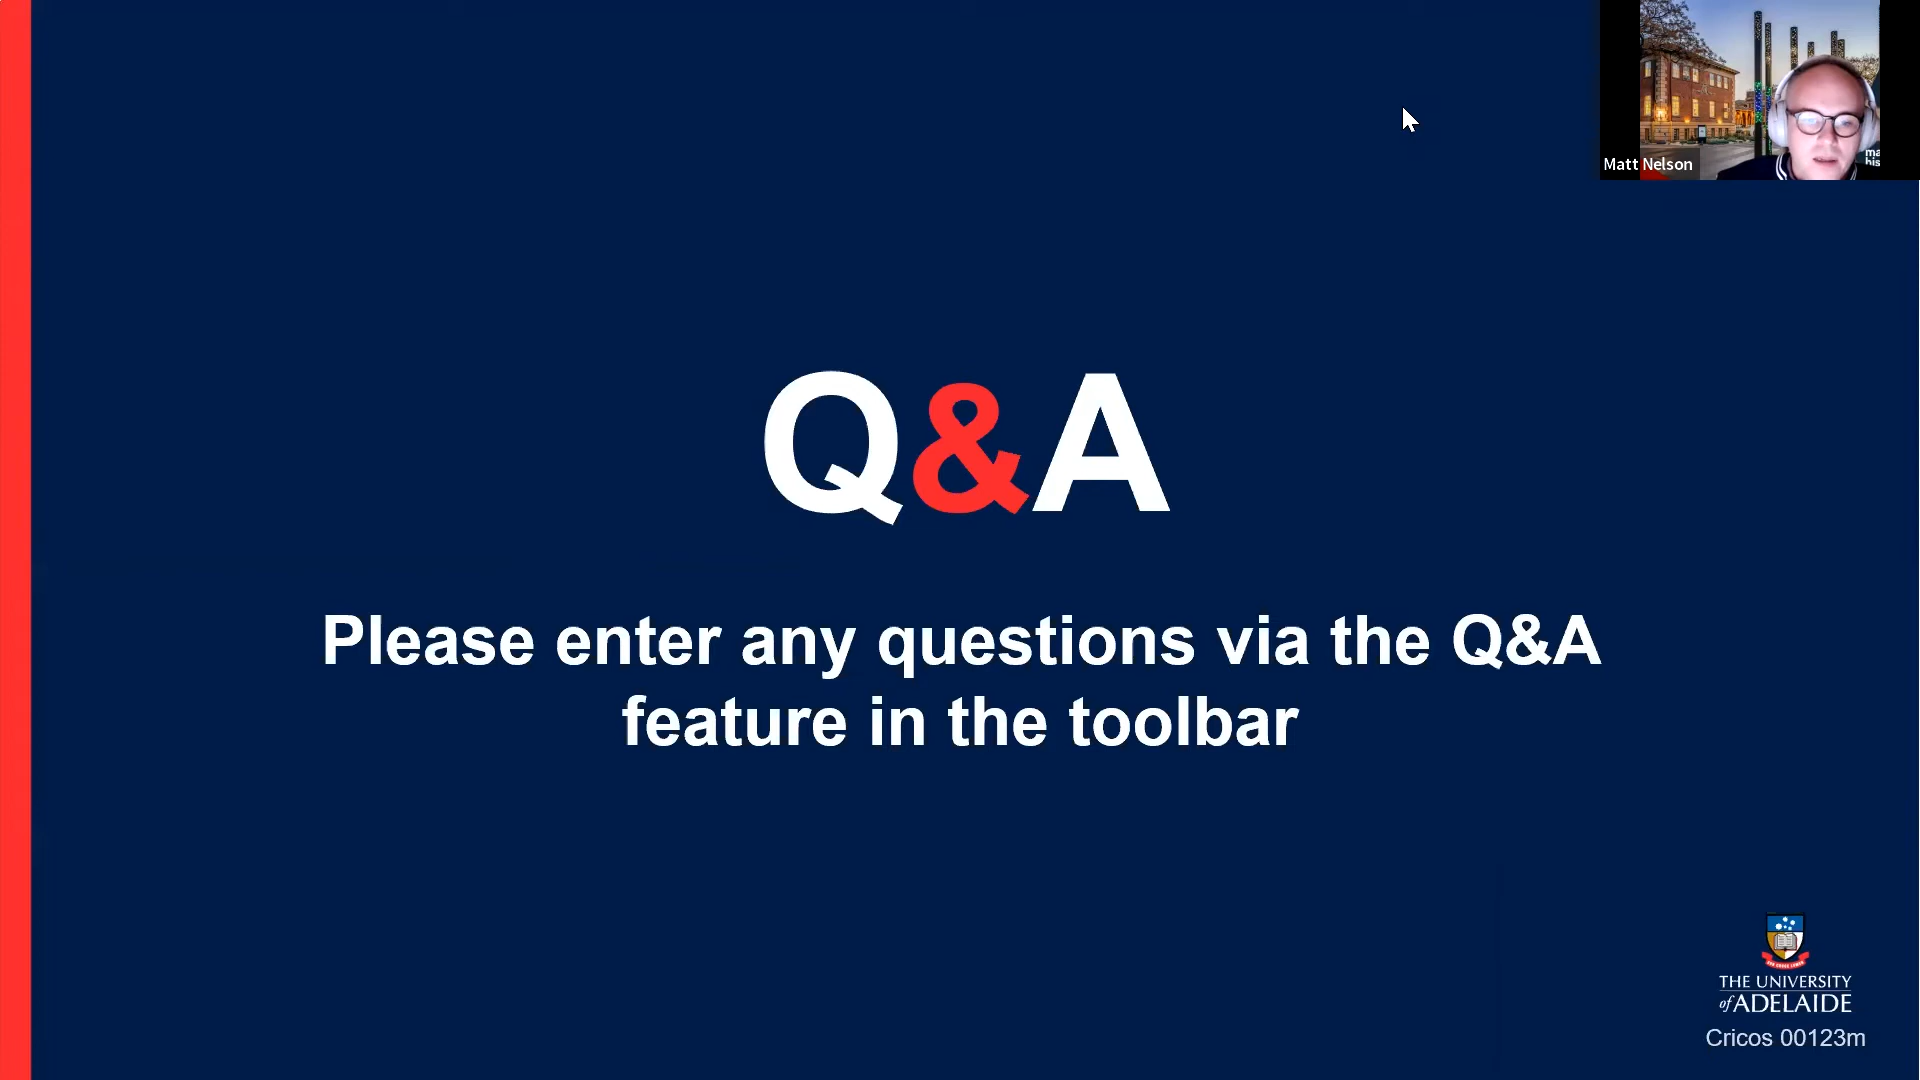 Matt Nelson
Q&A
Please enter any questions via the Q&A
feature in the toolbar
THE UNIVERSITY
of ADELAIDE
Cricos 00123m